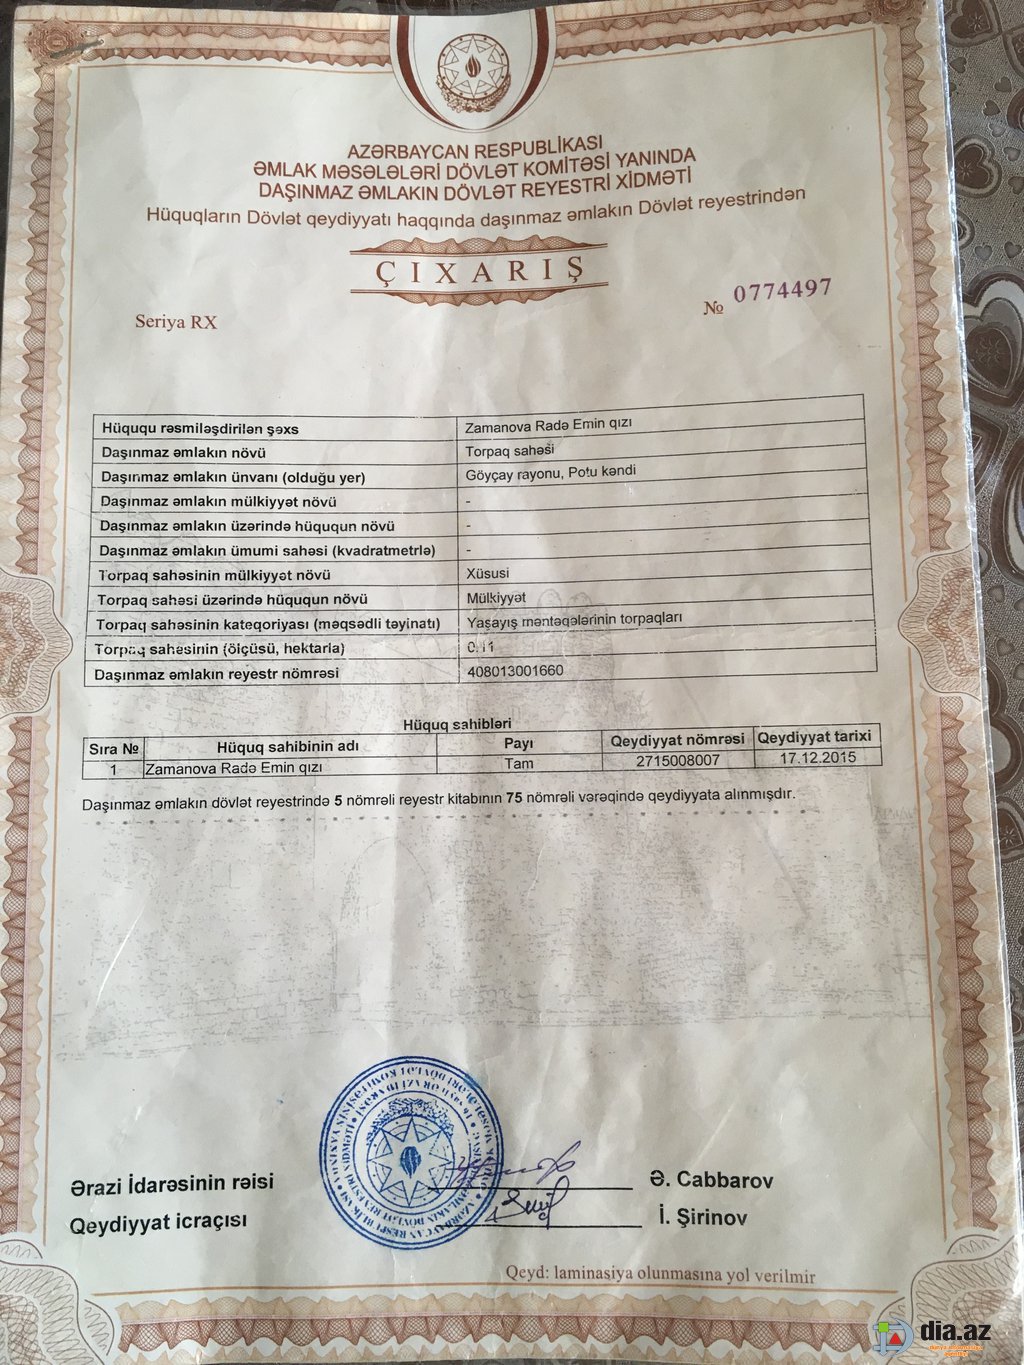 AZƏRBAYCAN RESPUBLİKASI
ƏMLAK MƏSƏLƏLƏRİ DÖVLƏT KOMİTƏSİ YANINDA
DAŞINMAZ ƏMLAKIN DÖVLƏT REYESTRİ XİDMƏTİ
Hüquqların Dövlət qeydiyyatı haqqında daşınmaz əmlakın Dövlət reyestrindən
ÇIXARIŞ
Seriya RX № 0774497
Hüququ rəsmiləşdirilən şəxs Zamanova Radə Emin qızı
Daşınmaz əmlakın növü Torpaq sahəsi
Daşınmaz əmlakın ünvanı (olduğu yer) Göyçay rayonu, Potu kəndi
Daşınmaz əmlakın mülkiyyət növü -
Daşınmaz əmlakın üzərində hüququn növü -
Daşınmaz əmlakın ümumi sahəsi (kvadratmetrlə) -
Torpaq sahəsinin mülkiyyət növü Xüsusi
Torpaq sahəsi üzərində hüququn növü Mülkiyyət
Torpaq sahəsinin kateqoriyası (məqsədli təyinatı) Yaşayış məntəqələrinin torpaqları
Torpaq sahəsinin (ölçüsü, hektarla) 0.11
Daşınmaz əmlakın reyestr nömrəsi 408013001660
Hüquq sahibləri
Sıra № Hüquq sahibinin adı Payı Qeydiyyat nömrəsi Qeydiyyat tarixi
1 Zamanova Radə Emin qızı Tam 2715008007 17.12.2015
Daşınmaz əmlakın dövlət reyestrində 5 nömrəli reyestr kitabının 75 nömrəli vərəqində qeydiyyata alınmışdır.
Ərazi İdarəsinin rəisi Ə. Cabbarov
Qeydiyyat icraçısı İ. Şirinov
Qeyd: laminasiya olunmasına yol verilmir
dia.az